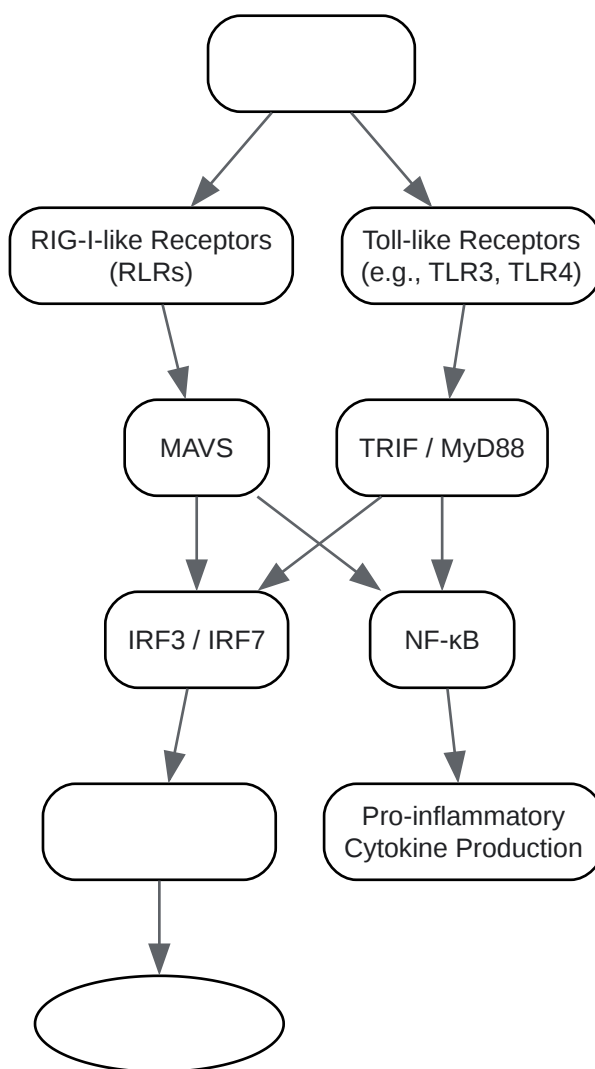 RIG-I-like Receptors
(RLRs)
Toll-like Receptors
(e.g., TLR3, TLR4)
MAVS
TRIF / MyD88
IRF3 / IRF7
NF-κB
Pro-inflammatory
Cytokine Production